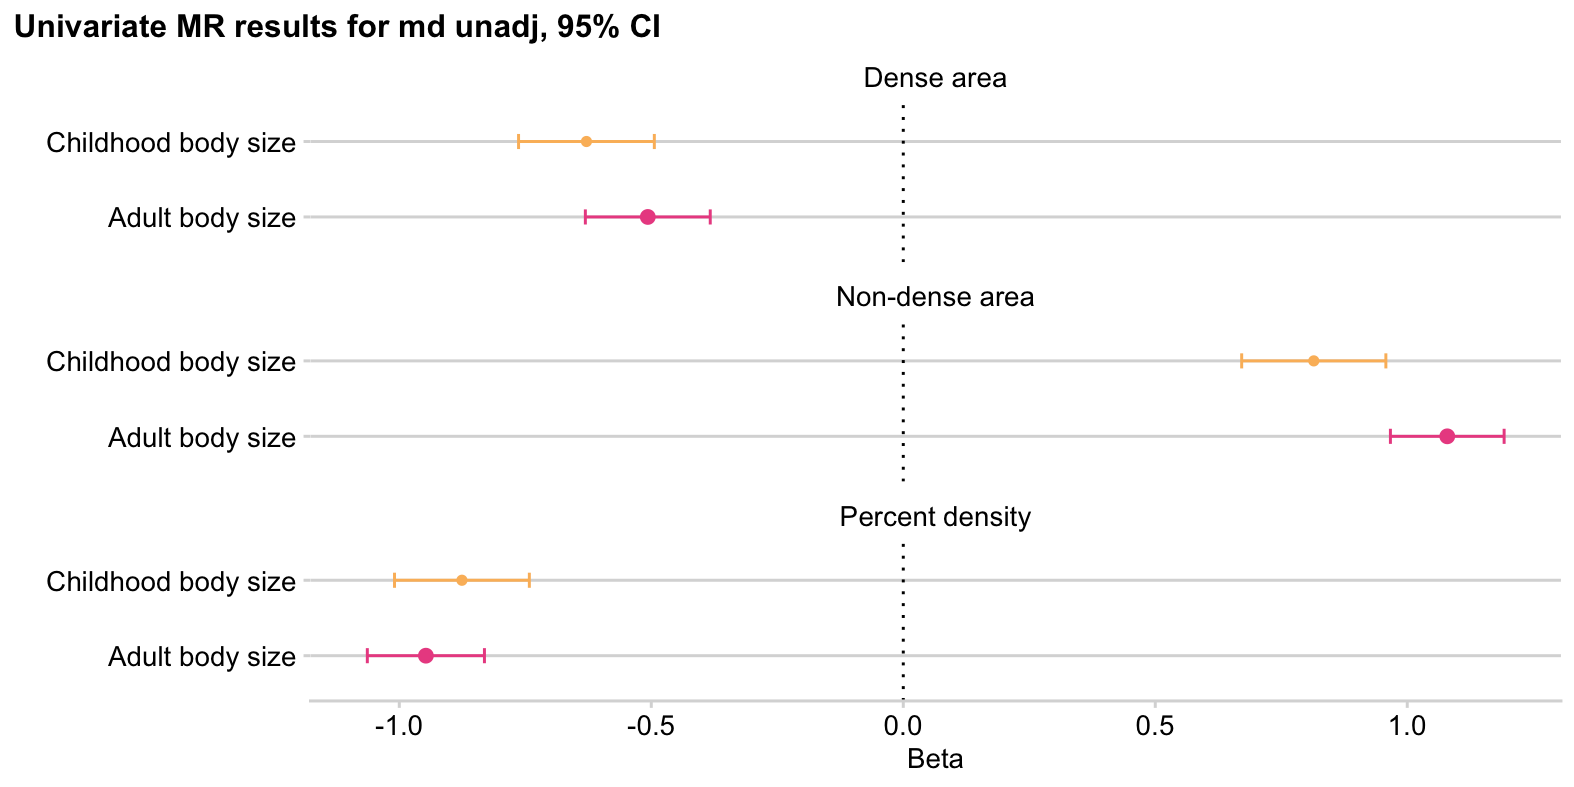 Univariate MR results for md unadj, 95% CI
Dense area
Childhood body size
Adult body size
Non-dense area
Childhood body size
Adult body size
Percent density
Childhood body size
Adult body size
-1.0 -0.5 0.0 0.5 1.0
Beta